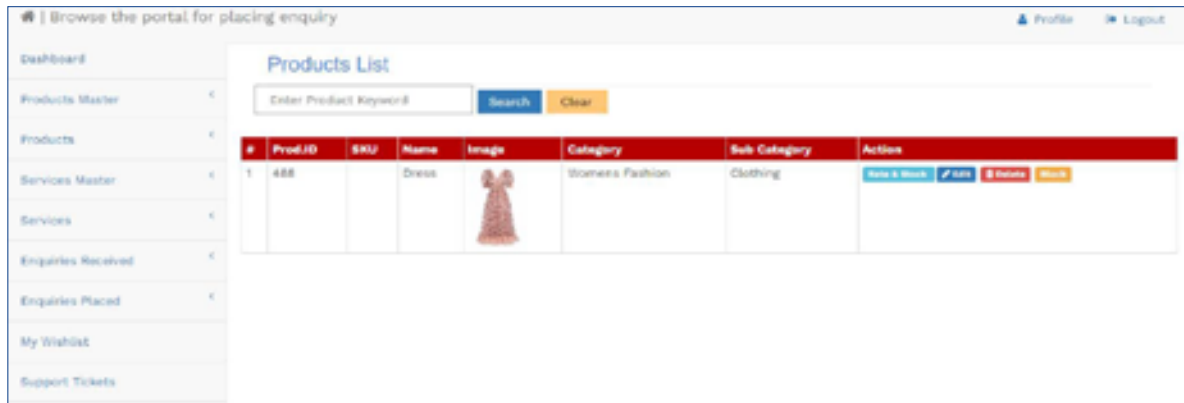 | Browse the portal for placing enquiry
Profile
Logout
Dashboard
Products Master
Products
Services Master
Services
Enquiries Received
Enquiries Placed
My Wishlist
Support Tickets
Products List
Enter Product Keyword
Search
Clear
# Prod.ID SKU Name Image Category Sub Category Action
1 488 Dress Womens Fashion Clothing Rate & Stock Edit Delete Block